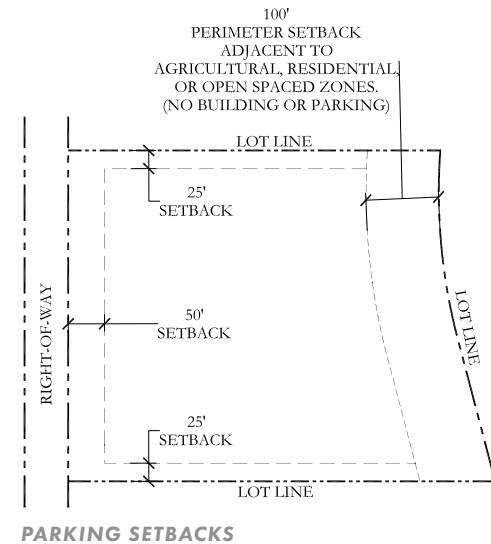 100'
PERIMETER SETBACK
ADJACENT TO
AGRICULTURAL, RESIDENTIAL,
OR OPEN SPACED ZONES.
(NO BUILDING OR PARKING)
LOT LINE
25'
SETBACK
50'
SETBACK
RIGHT-OF-WAY
LOT LINE
25'
SETBACK
LOT LINE
PARKING SETBACKS